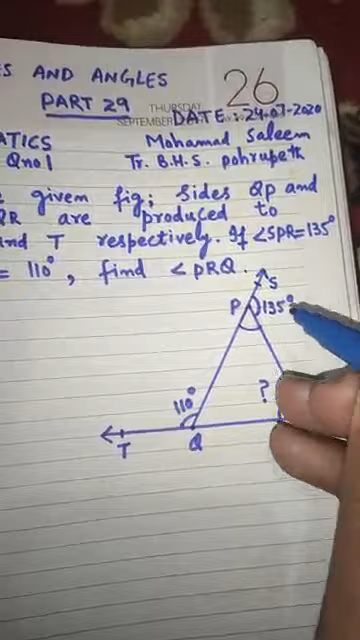 ES AND ANGLES
26
PART 29
THURSDAY
SEPTEMBER
DATE: 24-07-2020
ATICS Mohamad Saleem
Q no1 Tr. B.H.S. pohrupeth
given fig; Sides QP and
QR are produced to
and T respectively. If <SPR=135°
= 110°, find <PRQ.
S
P 135°
?
110°
T
Q